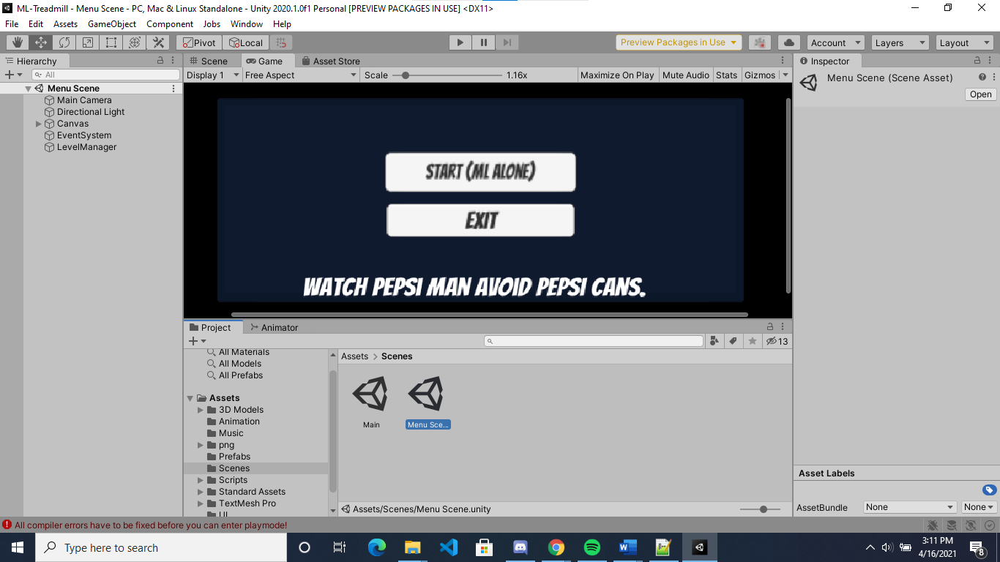 ML-Treadmill - Menu Scene - PC, Mac & Linux Standalone - Unity 2020.1.0f1 Personal [PREVIEW PACKAGES IN USE] <DX11>
File Edit Assets GameObject Component Jobs Window Help
Pivot Local Preview Packages in Use Account Layers Layout
Hierarchy Scene Game Asset Store Inspector
All Display 1 Free Aspect Scale 1.16x Maximize On Play Mute Audio Stats Gizmos
Menu Scene (Scene Asset)
Open
Menu Scene
Main Camera
Directional Light
Canvas
EventSystem
LevelManager
START (ML ALONE)
EXIT
WATCH PEPSI MAN AVOID PEPSI CANS.
Project Animator
13
All Materials
All Models
All Prefabs
Assets
3D Models
Animation
Music
png
Prefabs
Scenes
Scripts
Standard Assets
TextMesh Pro
UI
Assets > Scenes
Main Menu Sce...
Assets/Scenes/Menu Scene.unity
Asset Labels
AssetBundle None None
All compiler errors have to be fixed before you can enter playmode!
Type here to search
3:11 PM
4/16/2021
8